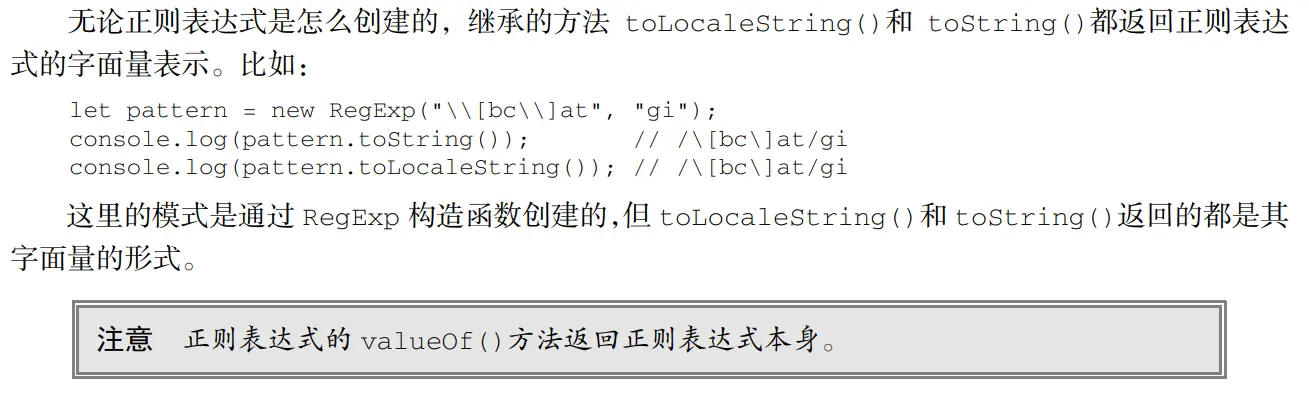 无论正则表达式是怎么创建的，继承的方法 toLocaleString()和 toString()都返回正则表达
式的字面量表示。比如：
let pattern = new RegExp("\\[bc\\]at", "gi");
console.log(pattern.toString());       // /\[bc\]at/gi
console.log(pattern.toLocaleString()); // /\[bc\]at/gi
这里的模式是通过 RegExp 构造函数创建的，但 toLocaleString()和 toString()返回的都是其
字面量的形式。
注意 正则表达式的 valueOf()方法返回正则表达式本身。